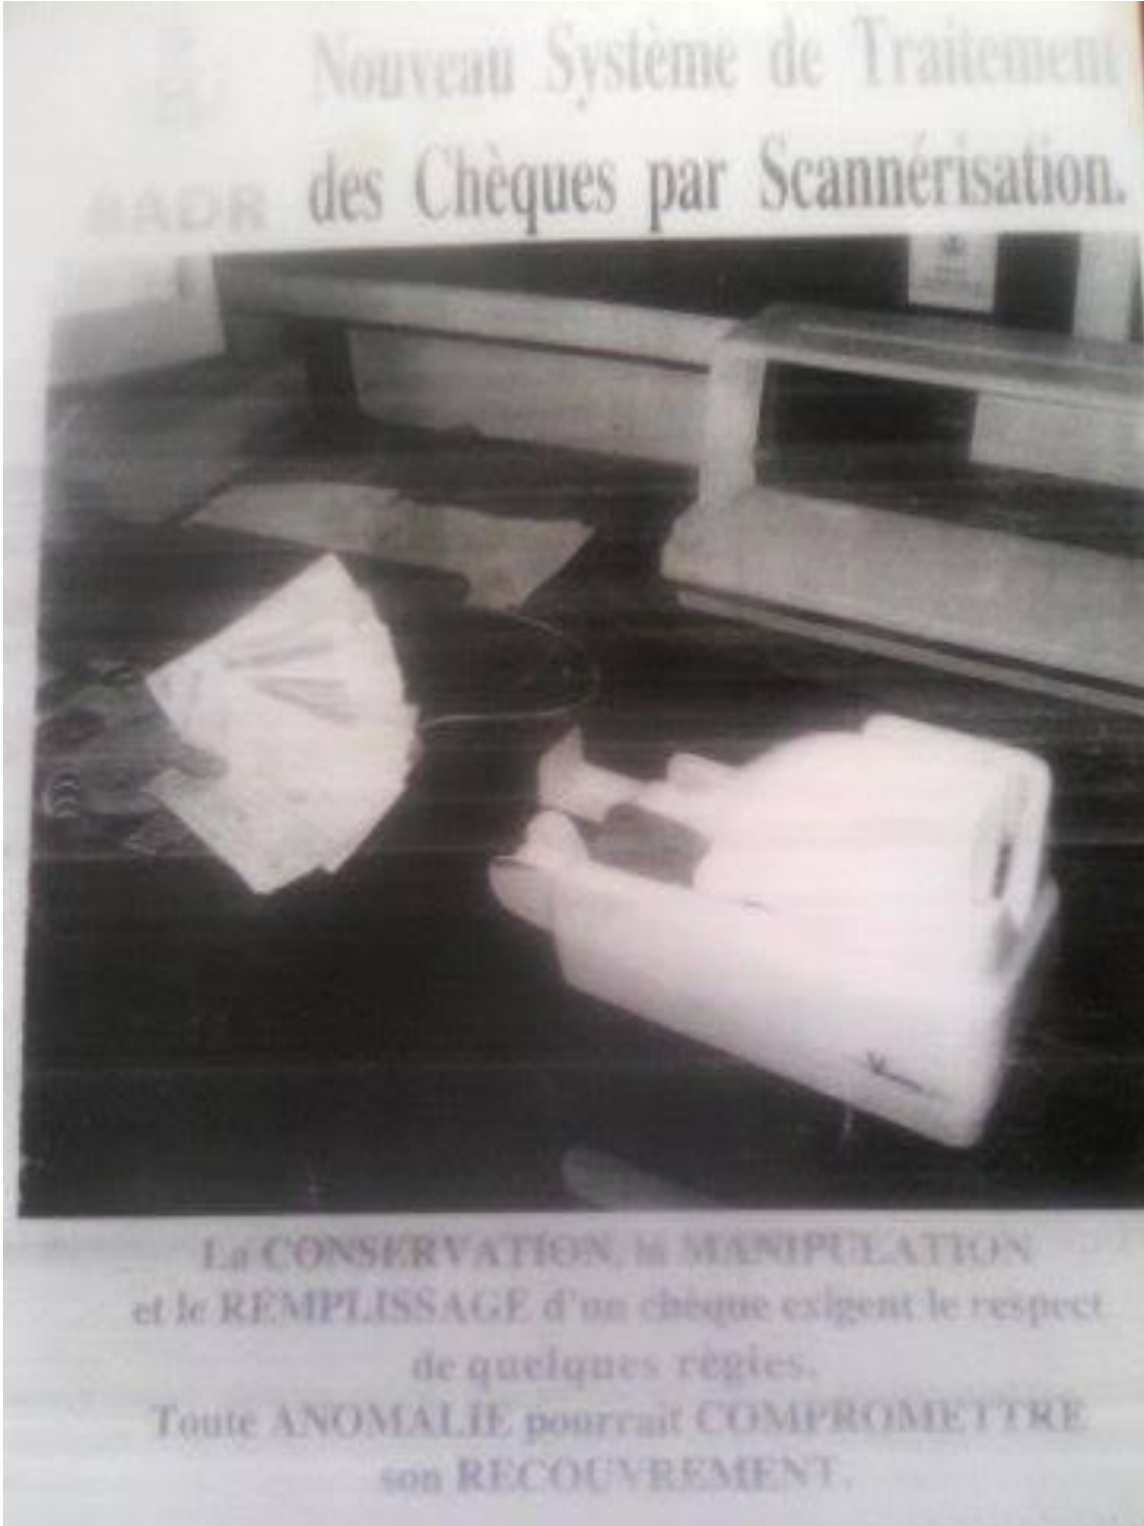 Nouveau Système de Traitement
des Chèques par Scannérisation.
BADR
La CONSERVATION, la MANIPULATION
et le REMPLISSAGE d'un chèque exigent le respect
de quelques règles.
Toute ANOMALIE pourrait COMPROMETTRE
son RECOUVREMENT.